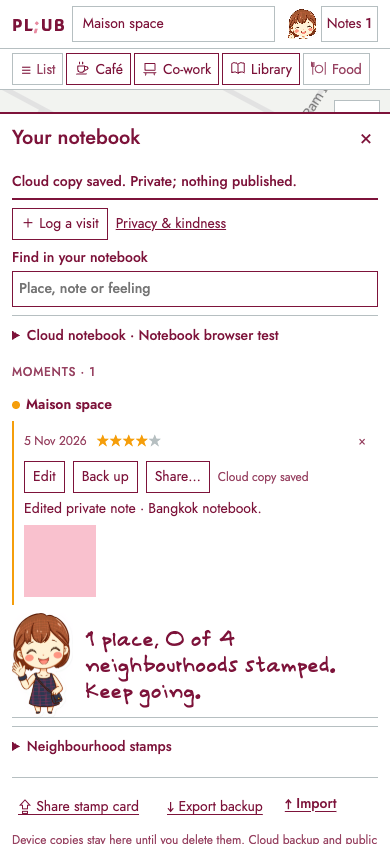 PL;UB
Maison space
Notes 1
List
Café
Co-work
Library
Food
Your notebook
×
Cloud copy saved. Private; nothing published.
+ Log a visit
Privacy & kindness
Find in your notebook
Place, note or feeling
Cloud notebook · Notebook browser test
MOMENTS · 1
Maison space
5 Nov 2026 ★★★★★ ×
Edit
Back up
Share...
Cloud copy saved
Edited private note · Bangkok notebook.
1 place, 0 of 4
neighbourhoods stamped.
Keep going.
Neighbourhood stamps
Share stamp card
↓ Export backup
↑ Import
Device copies stay here until you delete them. Cloud backup and public